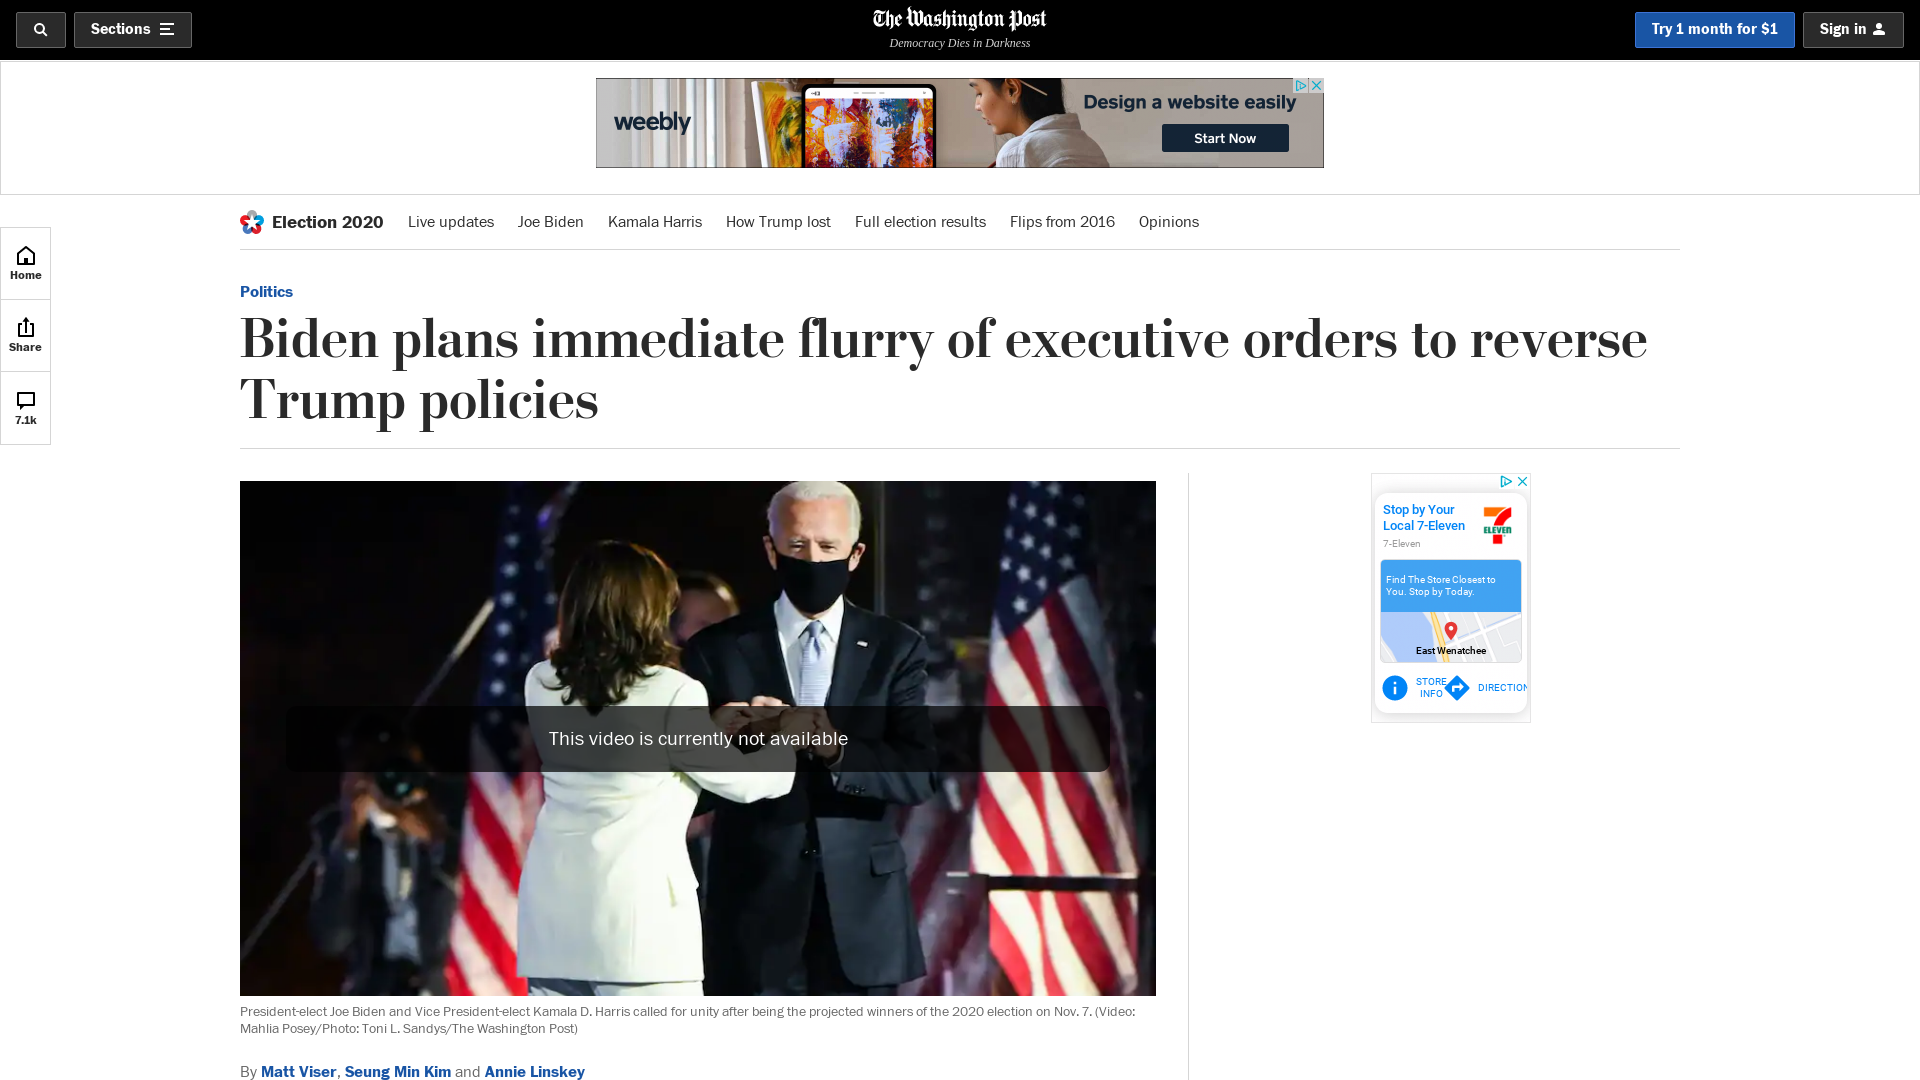 Sections
The Washington Post
Democracy Dies in Darkness
Try 1 month for $1
Sign in
weebly
Design a website easily
Start Now
Election 2020
Live updates
Joe Biden
Kamala Harris
How Trump lost
Full election results
Flips from 2016
Opinions
Home
Share
7.1k
Politics
Biden plans immediate flurry of executive orders to reverse
Trump policies
This video is currently not available
President-elect Joe Biden and Vice President-elect Kamala D. Harris called for unity after being the projected winners of the 2020 election on Nov. 7. (Video:
Mahlia Posey/Photo: Toni L. Sandys/The Washington Post)
By Matt Viser, Seung Min Kim and Annie Linskey
Stop by Your
Local 7-Eleven
7-Eleven
ELEVEN
Find The Store Closest to
You. Stop by Today.
East Wenatchee
STORE
INFO
DIRECTION